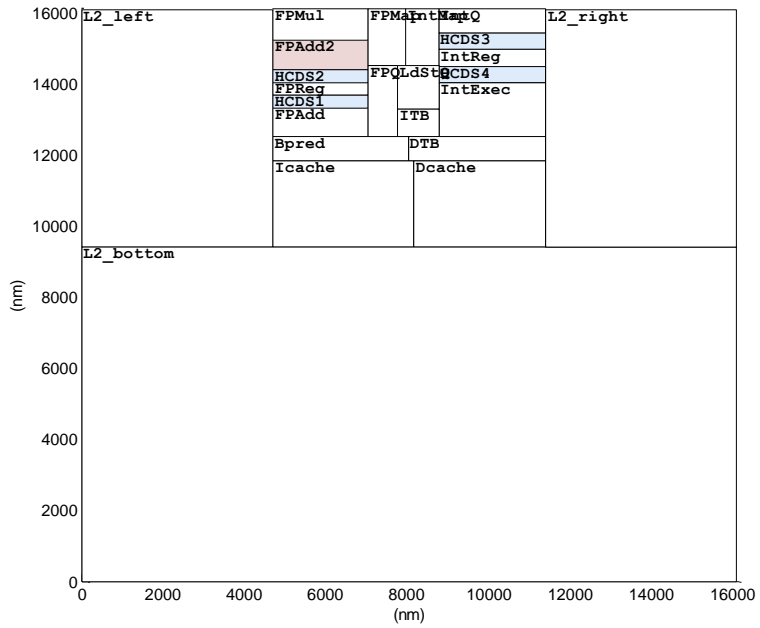 16000
L2_left
FPMul
FPMap
IntMap
IntQ
L2_right
FPAdd2
HCDS3
IntReg
HCDS2
FPQ
LdStQ
HCDS4
14000
FPReg
IntExec
HCDS1
FPAdd
ITB
Bpred
DTB
12000
Icache
Dcache
10000
L2_bottom
8000
(nm)
6000
4000
2000
0
0 2000 4000 6000 8000 10000 12000 14000 16000
(nm)